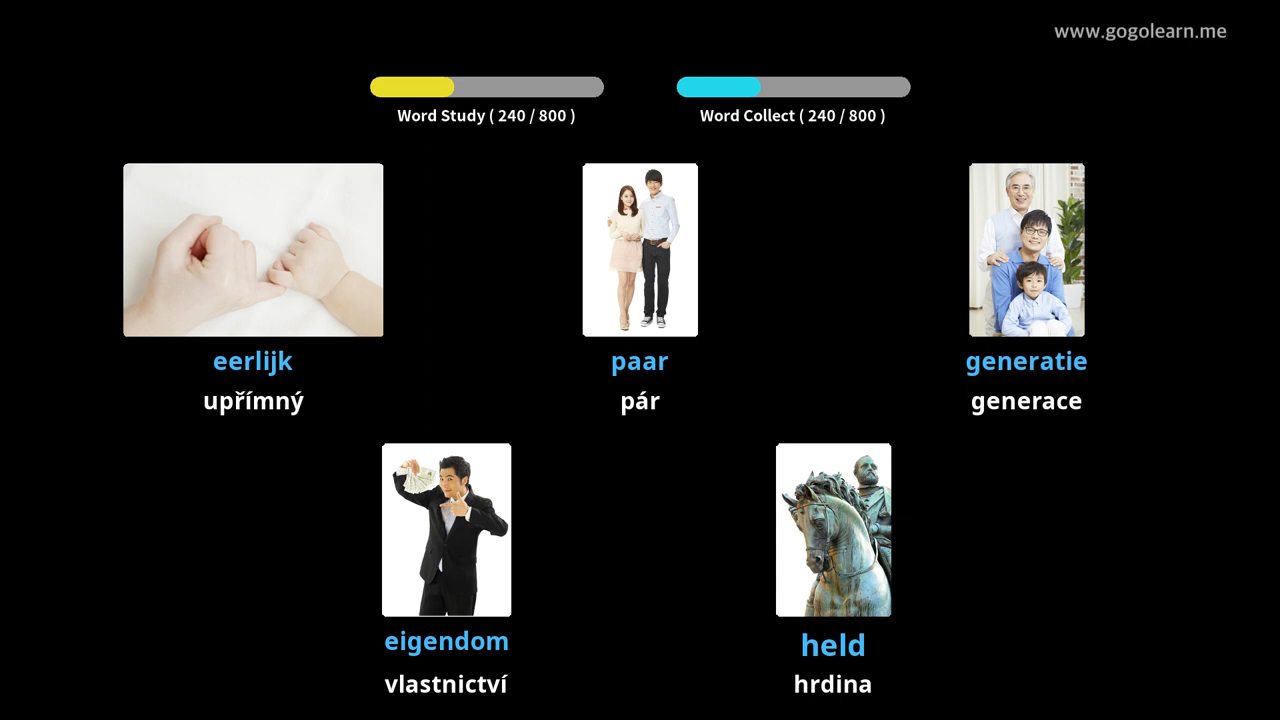 www.gogolearn.me
Word Study ( 240 / 800 )
Word Collect ( 240 / 800 )
eerlijk
upřímný
paar
pár
generatie
generace
eigendom
vlastnictví
held
hrdina